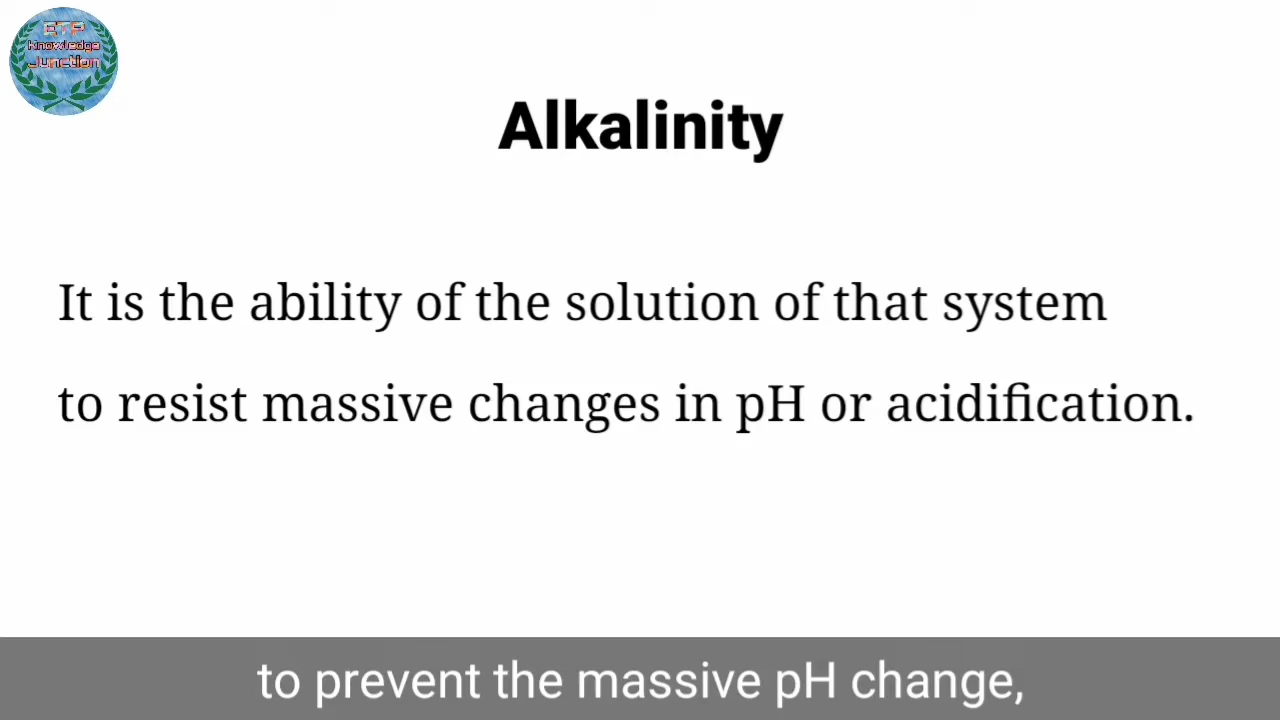 ETP
Knowledge
Junction
Alkalinity
It is the ability of the solution of that system
to resist massive changes in pH or acidification.
to prevent the massive pH change,